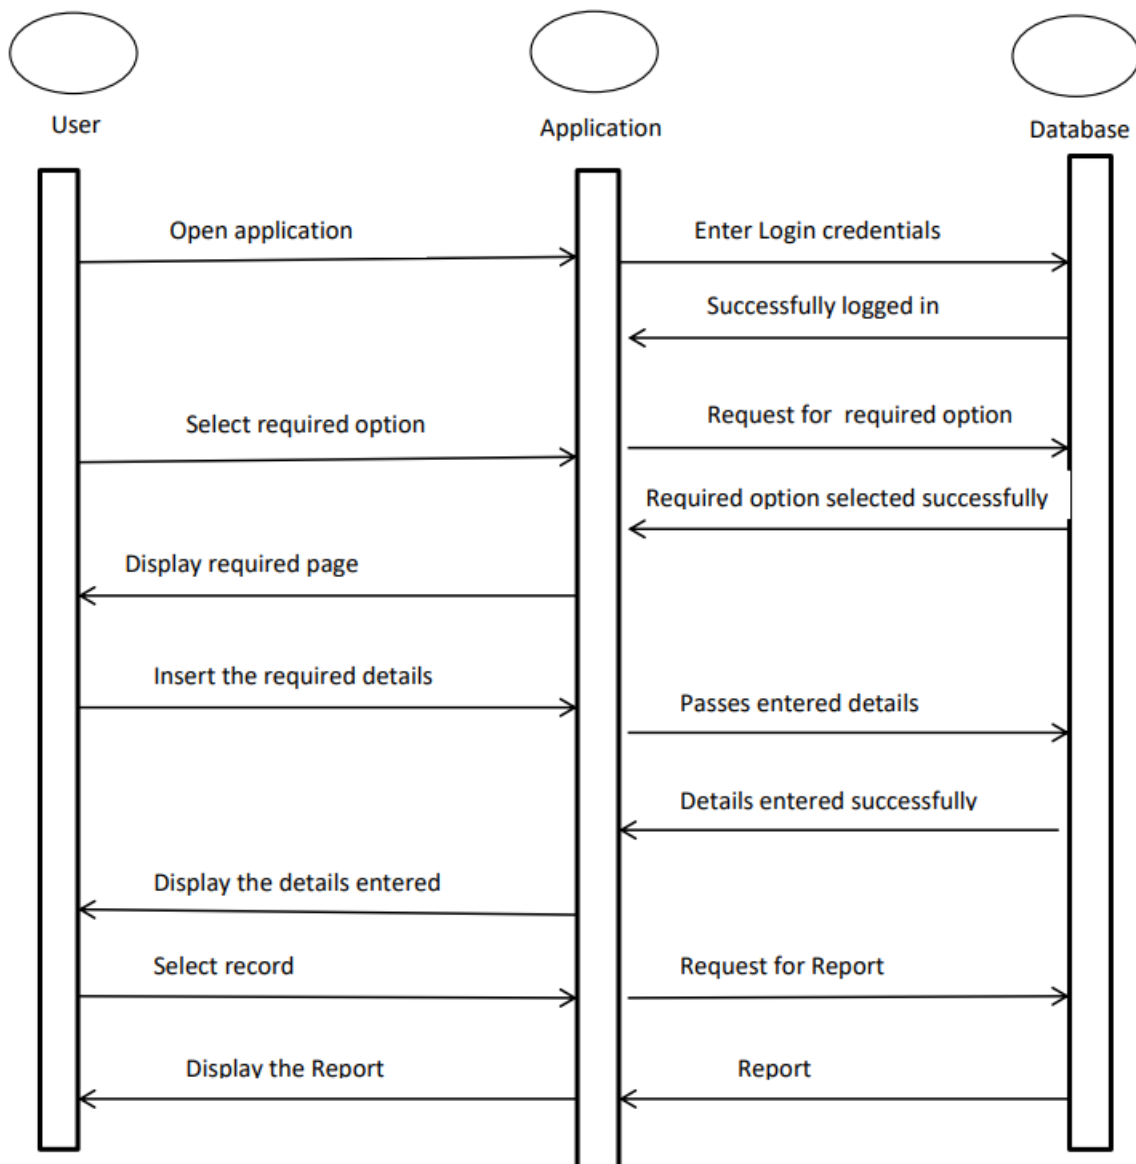 User
Application
Database
Open application
Enter Login credentials
Successfully logged in
Select required option
Request for  required option
Required option selected successfully
Display required page
Insert the required details
Passes entered details
Details entered successfully
Display the details entered
Select record
Request for Report
Display the Report
Report